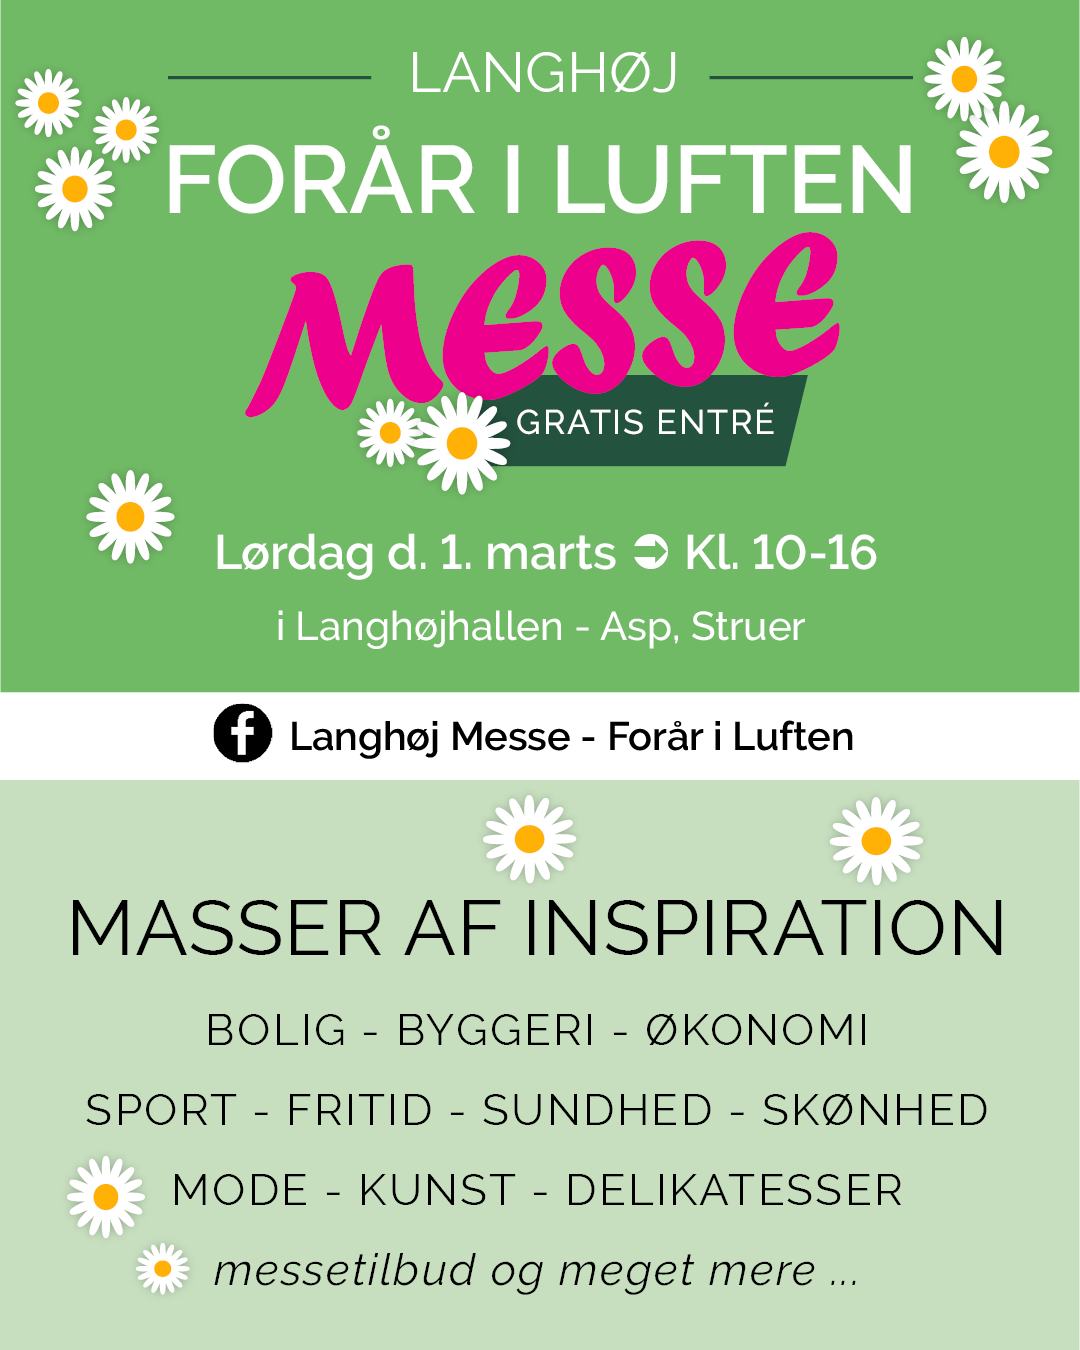 LANGHØJ
FORÅR I LUFTEN
MESSE
GRATIS ENTRÉ
Lørdag d. 1. marts ➲ Kl. 10-16
i Langhøjhallen - Asp, Struer
Langhøj Messe - Forår i Luften
MASSER AF INSPIRATION
BOLIG - BYGGERI - ØKONOMI
SPORT - FRITID - SUNDHED - SKØNHED
MODE - KUNST - DELIKATESSER
messetilbud og meget mere ...